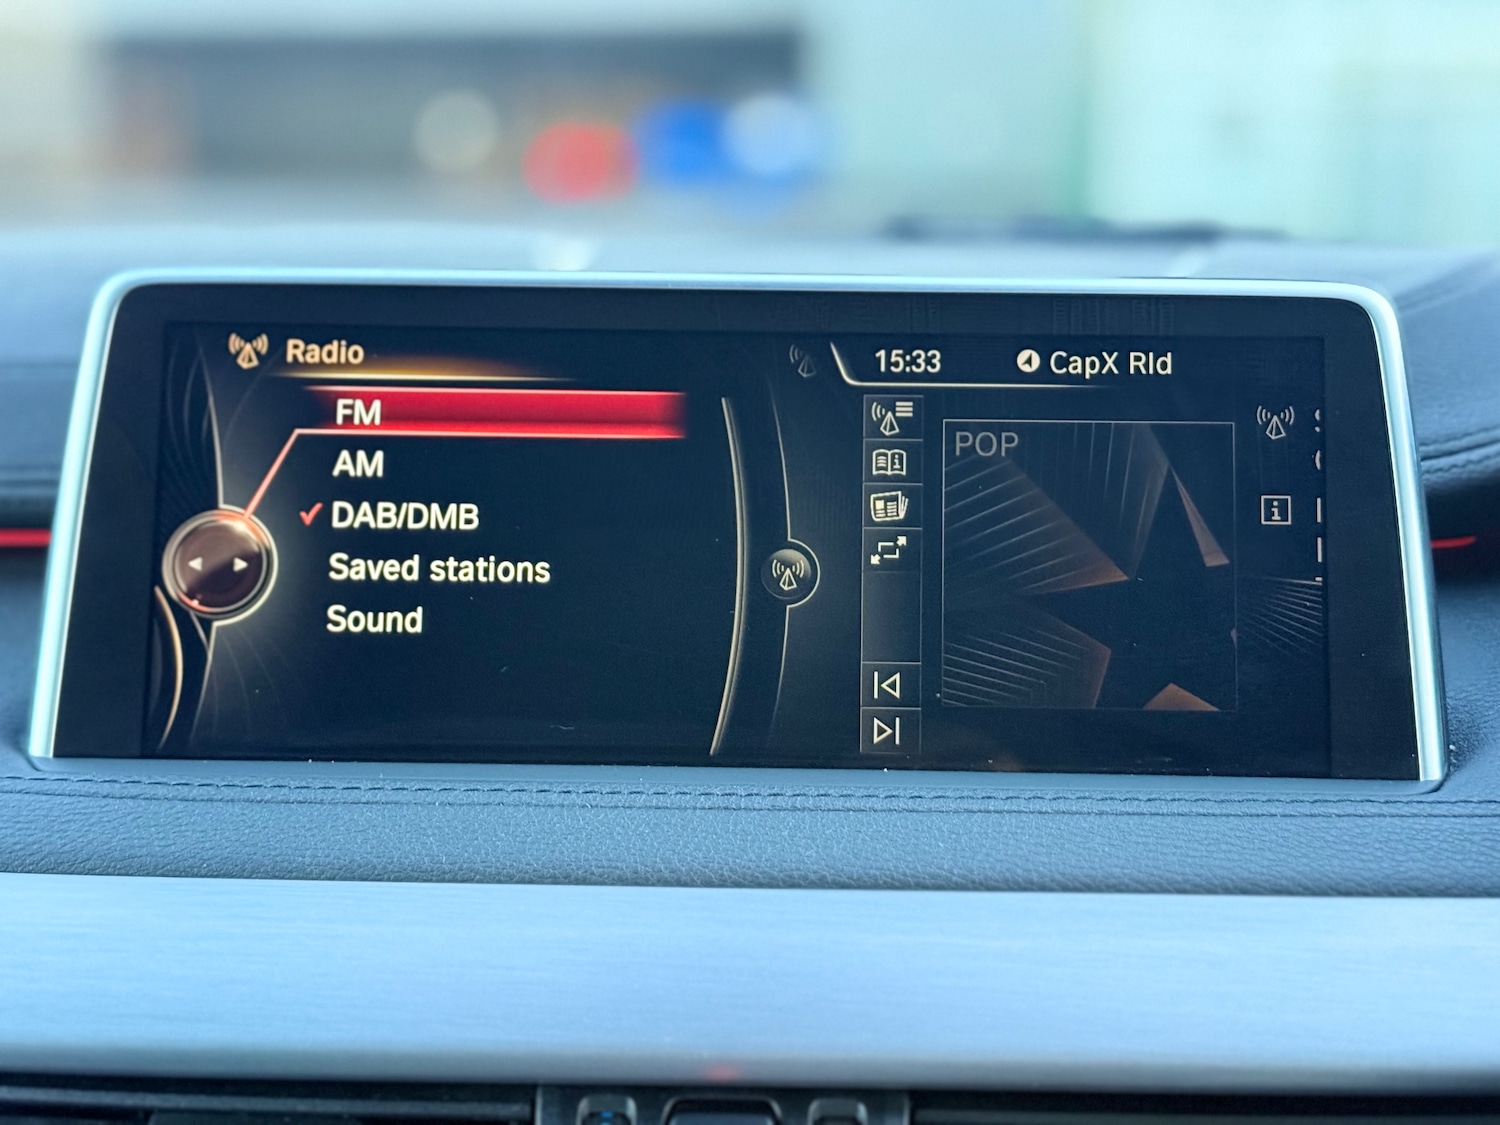 Radio
FM
AM
DAB/DMB
Saved stations
Sound
15:33
CapX Rld
POP